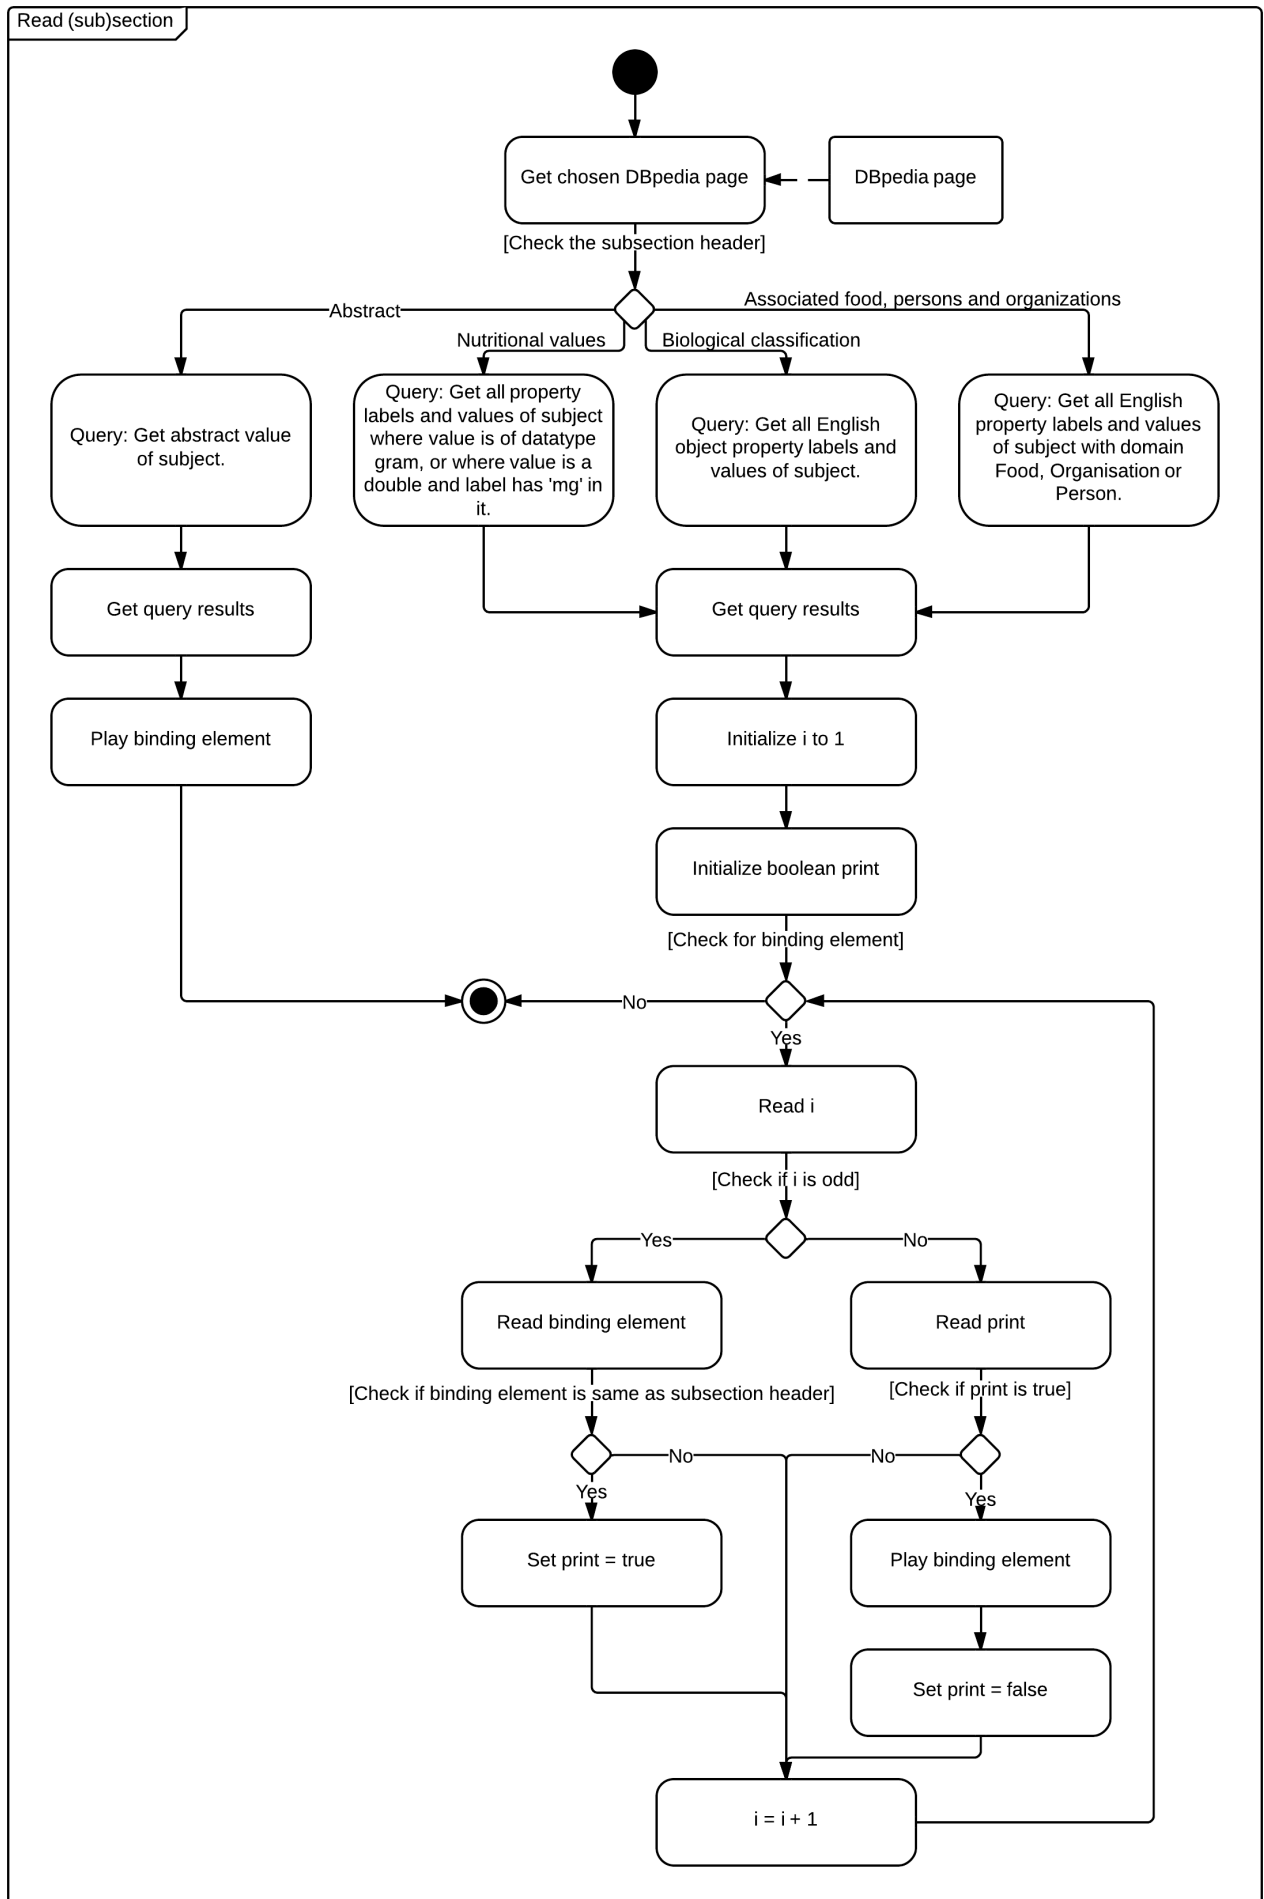 Read (sub)section
Get chosen DBpedia page
DBpedia page
[Check the subsection header]
Abstract
Associated food, persons and organizations
Nutritional values
Biological classification
Query: Get abstract value
of subject.
Query: Get all property
labels and values of subject
where value is of datatype
gram, or where value is a
double and label has 'mg' in
it.
Query: Get all English
object property labels and
values of subject.
Query: Get all English
property labels and values
of subject with domain
Food, Organisation or
Person.
Get query results
Get query results
Play binding element
Initialize i to 1
Initialize boolean print
[Check for binding element]
No
Yes
Read i
[Check if i is odd]
Yes
No
Read binding element
Read print
[Check if binding element is same as subsection header]
[Check if print is true]
No
No
Yes
Yes
Set print = true
Play binding element
Set print = false
i = i + 1